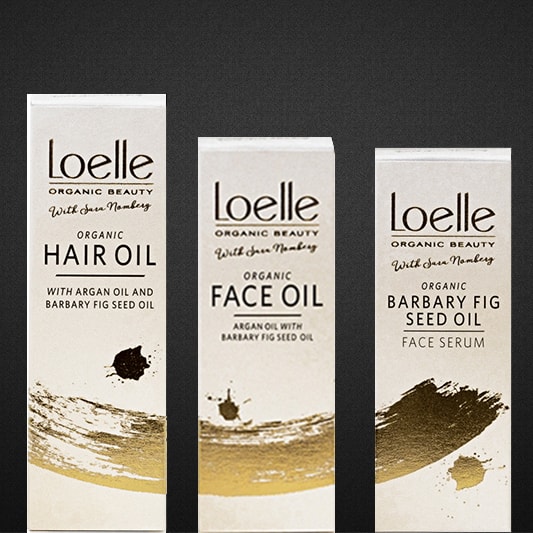 Loelle
ORGANIC BEAUTY
With Sara Nomberg
ORGANIC
HAIR OIL
WITH ARGAN OIL AND
BARBARY FIG SEED OIL
Loelle
ORGANIC BEAUTY
With Sara Nomberg
ORGANIC
FACE OIL
ARGAN OIL WITH
BARBARY FIG SEED OIL
Loelle
ORGANIC BEAUTY
With Sara Nomberg
ORGANIC
BARBARY FIG
SEED OIL
FACE SERUM